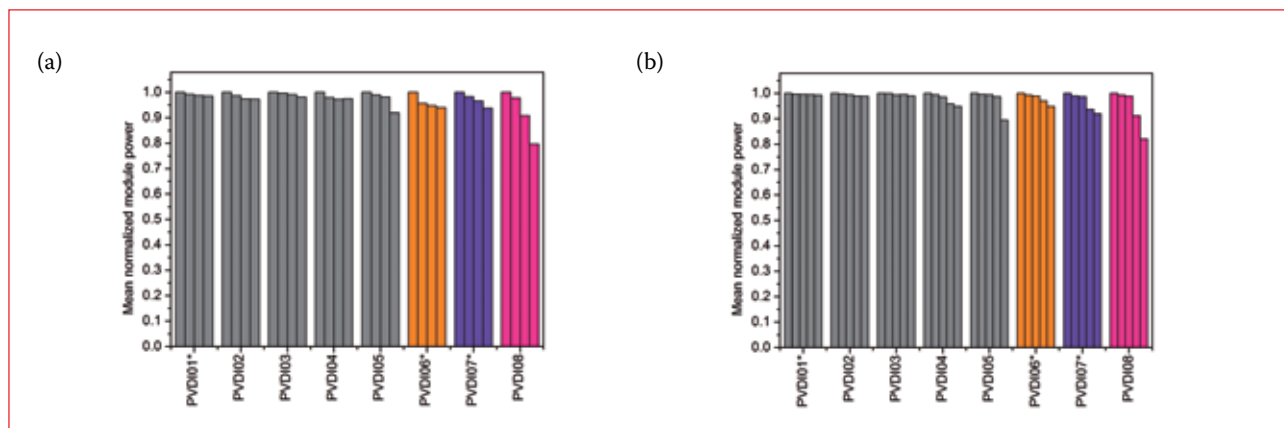 (a)
Mean normalized module power
1.0
0.9
0.8
0.7
0.6
0.5
0.4
0.3
0.2
0.1
0.0
PVDI01*
PVDI02
PVDI03
PVDI04
PVDI05
PVDI06*
PVDI07*
PVDI08
(b)
Mean normalized module power
1.0
0.9
0.8
0.7
0.6
0.5
0.4
0.3
0.2
0.1
0.0
PVDI01*
PVDI02
PVDI03
PVDI04
PVDI05
PVDI06*
PVDI07*
PVDI08